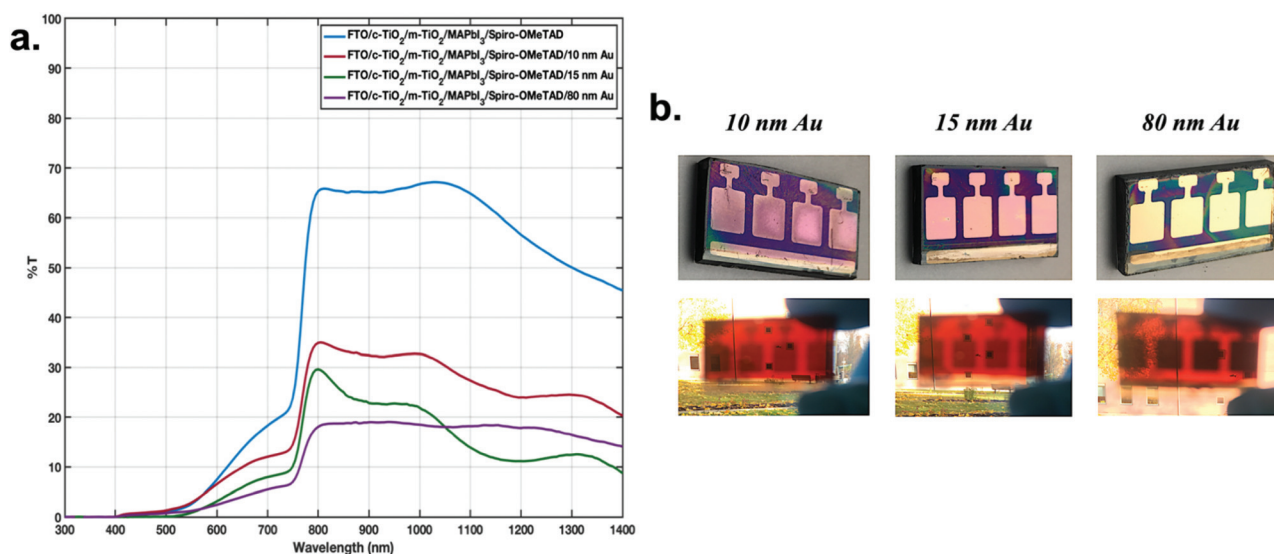 a.
FTO/c-TiO₂/m-TiO₂/MAPbI₃/Spiro-OMeTAD
FTO/c-TiO₂/m-TiO₂/MAPbI₃/Spiro-OMeTAD/10 nm Au
FTO/c-TiO₂/m-TiO₂/MAPbI₃/Spiro-OMeTAD/15 nm Au
FTO/c-TiO₂/m-TiO₂/MAPbI₃/Spiro-OMeTAD/80 nm Au
100
90
80
70
60
50
40
30
20
10
0
%T
300 400 500 600 700 800 900 1000 1100 1200 1300 1400
Wavelength (nm)
b.
10 nm Au 15 nm Au 80 nm Au